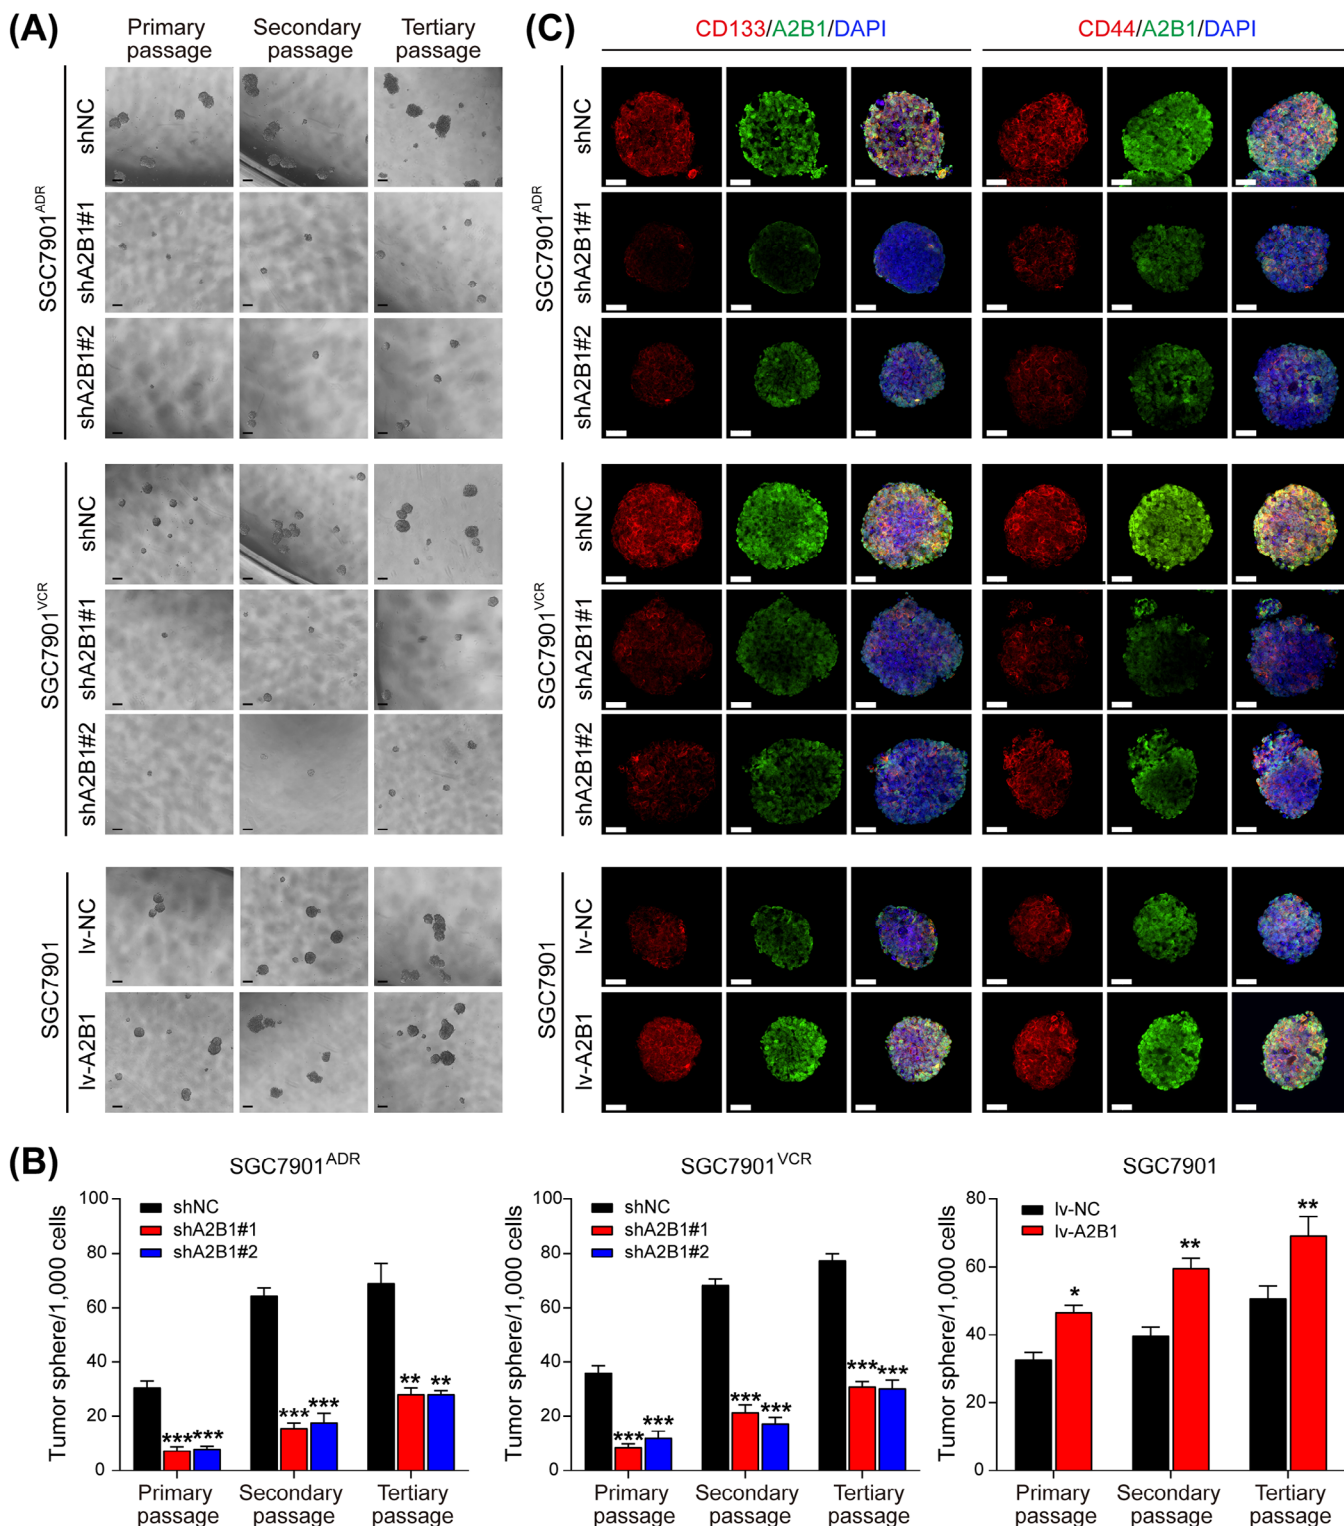 (A)
Primary passage
Secondary passage
Tertiary passage
SGC7901ADR
shNC
shA2B1#1
shA2B1#2
SGC7901VCR
shNC
shA2B1#1
shA2B1#2
SGC7901
lv-NC
lv-A2B1
(C)
CD133/A2B1/DAPI
CD44/A2B1/DAPI
SGC7901ADR
shNC
shA2B1#1
shA2B1#2
SGC7901VCR
shNC
shA2B1#1
shA2B1#2
SGC7901
lv-NC
lv-A2B1
(B)
SGC7901ADR
Tumor sphere/1,000 cells
100
80
60
40
20
0
shNC
shA2B1#1
shA2B1#2
*** ***
*** ***
** **
Primary passage
Secondary passage
Tertiary passage
SGC7901VCR
Tumor sphere/1,000 cells
100
80
60
40
20
0
shNC
shA2B1#1
shA2B1#2
*** ***
*** ***
*** ***
Primary passage
Secondary passage
Tertiary passage
SGC7901
Tumor sphere/1,000 cells
80
60
40
20
0
lv-NC
lv-A2B1
*
**
**
Primary passage
Secondary passage
Tertiary passage